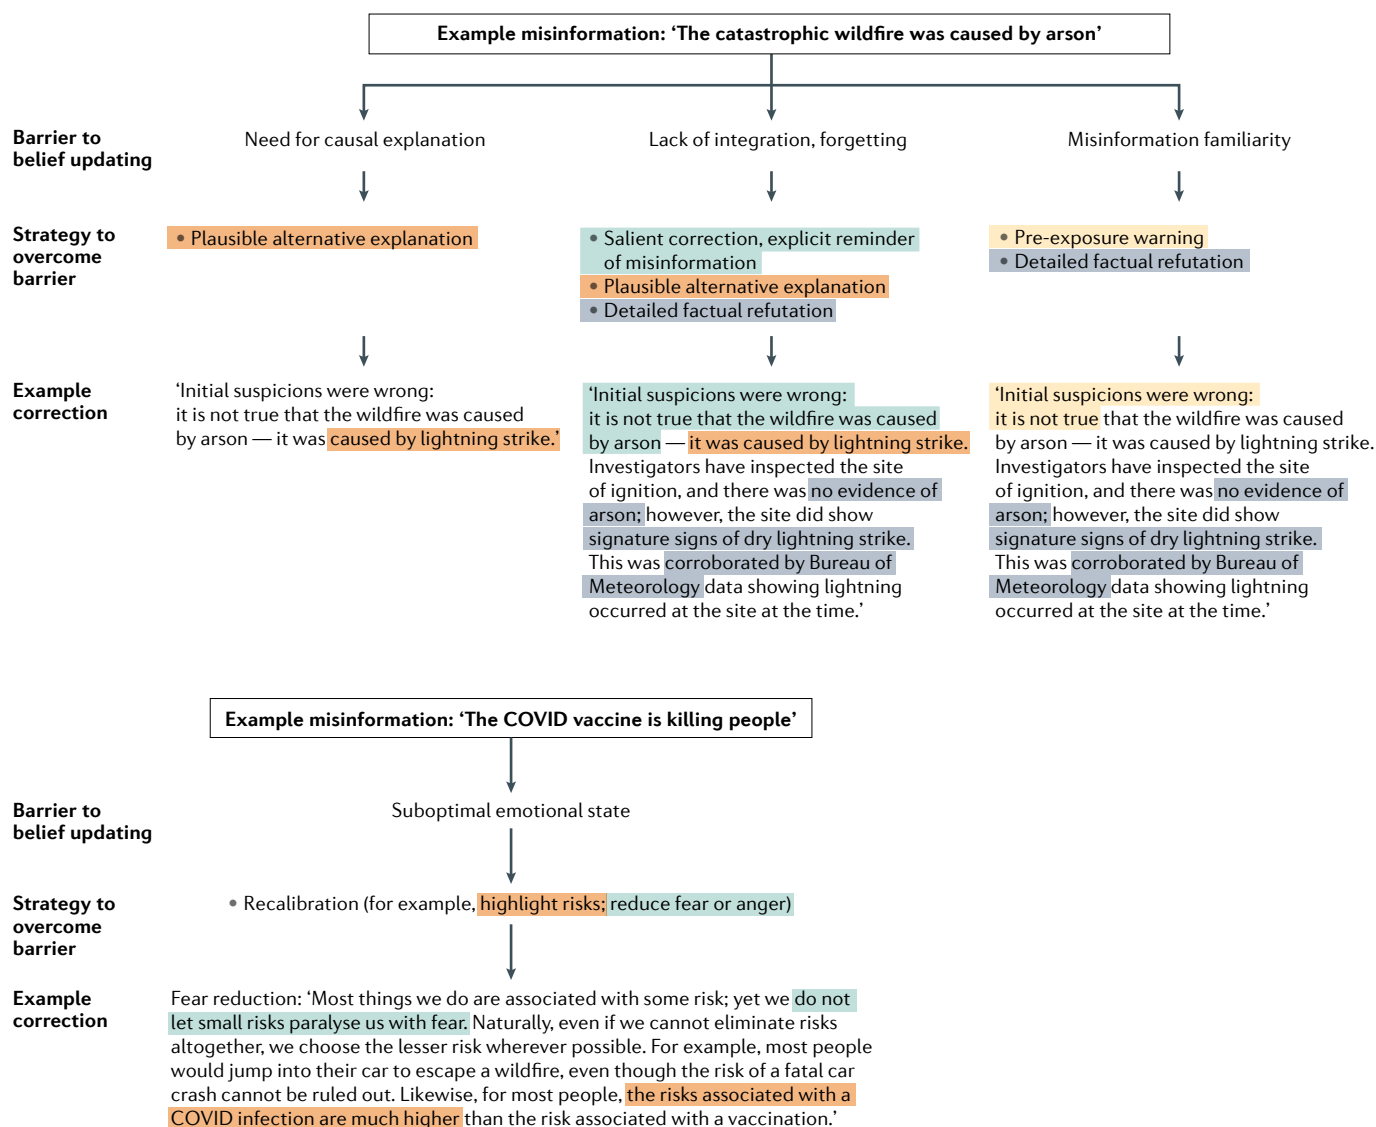 Example misinformation: ‘The catastrophic wildfire was caused by arson’
Barrier to
belief updating
Need for causal explanation
Lack of integration, forgetting
Misinformation familiarity
Strategy to
overcome
barrier
• Plausible alternative explanation
• Salient correction, explicit reminder
of misinformation
• Plausible alternative explanation
• Detailed factual refutation
• Pre-exposure warning
• Detailed factual refutation
Example
correction
‘Initial suspicions were wrong:
it is not true that the wildfire was caused
by arson — it was caused by lightning strike.’
‘Initial suspicions were wrong:
it is not true that the wildfire was caused
by arson — it was caused by lightning strike.
Investigators have inspected the site
of ignition, and there was no evidence of
arson; however, the site did show
signature signs of dry lightning strike.
This was corroborated by Bureau of
Meteorology data showing lightning
occurred at the site at the time.’
‘Initial suspicions were wrong:
it is not true that the wildfire was caused
by arson — it was caused by lightning strike.
Investigators have inspected the site
of ignition, and there was no evidence of
arson; however, the site did show
signature signs of dry lightning strike.
This was corroborated by Bureau of
Meteorology data showing lightning
occurred at the site at the time.’
Example misinformation: ‘The COVID vaccine is killing people’
Barrier to
belief updating
Suboptimal emotional state
Strategy to
overcome
barrier
• Recalibration (for example, highlight risks; reduce fear or anger)
Example
correction
Fear reduction: ‘Most things we do are associated with some risk; yet we do not
let small risks paralyse us with fear. Naturally, even if we cannot eliminate risks
altogether, we choose the lesser risk wherever possible. For example, most people
would jump into their car to escape a wildfire, even though the risk of a fatal car
crash cannot be ruled out. Likewise, for most people, the risks associated with a
COVID infection are much higher than the risk associated with a vaccination.’